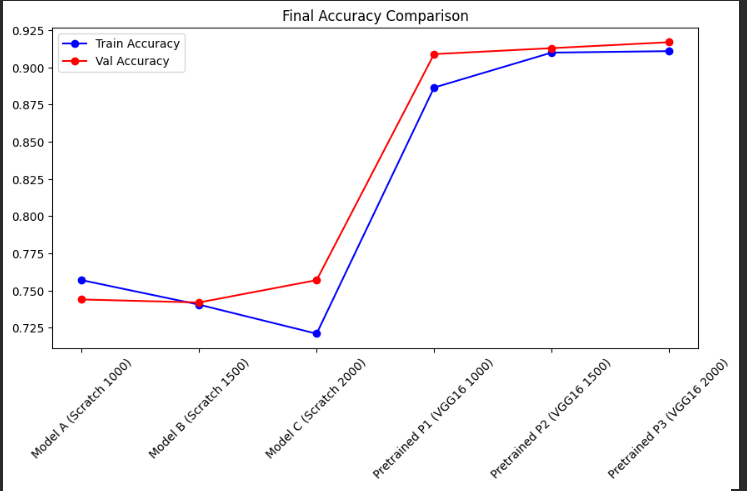 Final Accuracy Comparison
Train Accuracy
Val Accuracy
0.925
0.900
0.875
0.850
0.825
0.800
0.775
0.750
0.725
Model A (Scratch 1000)
Model B (Scratch 1500)
Model C (Scratch 2000)
Pretrained P1 (VGG16 1000)
Pretrained P2 (VGG16 1500)
Pretrained P3 (VGG16 2000)